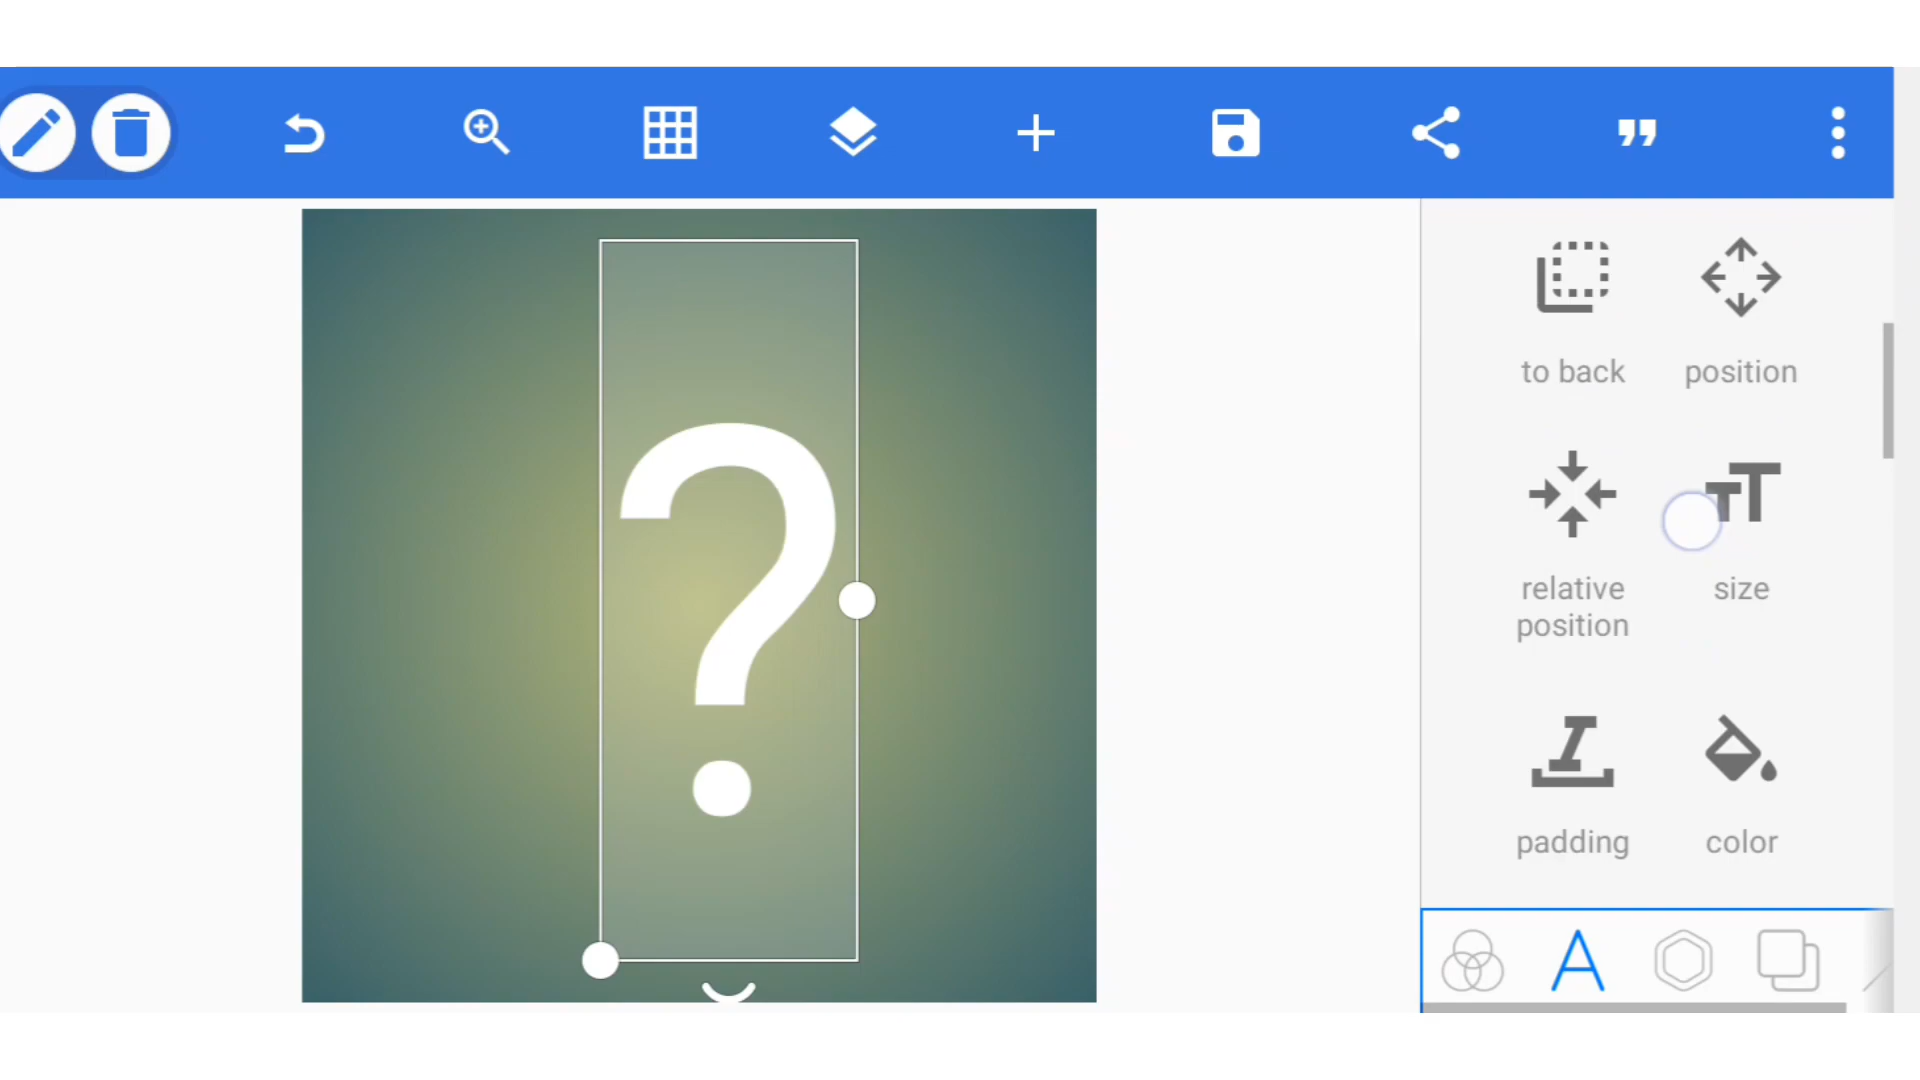 ?
to back
position
relative
position
size
padding
color